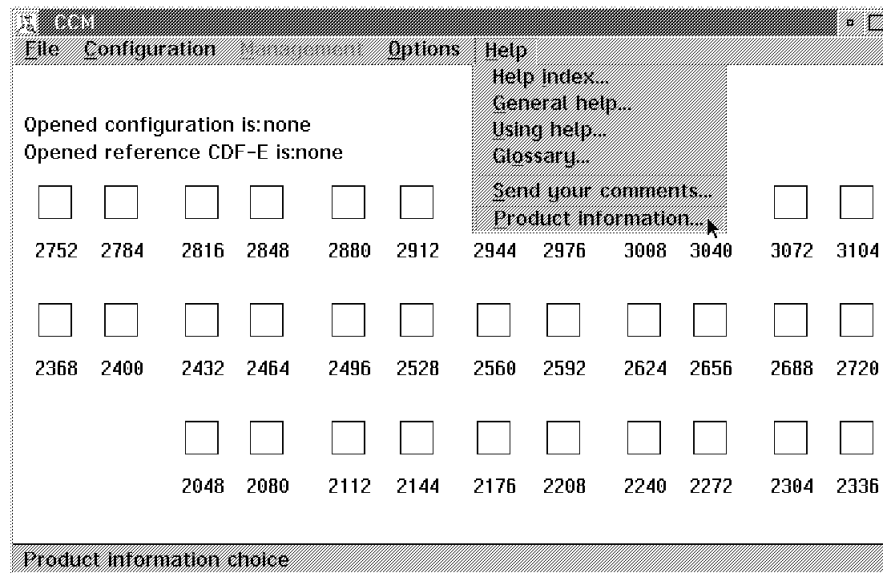 CCM
File Configuration Management Options Help
Help index...
General help...
Using help...
Glossary...
Send your comments...
Product information...
Opened configuration is:none
Opened reference CDF-E is:none
2752 2784 2816 2848 2880 2912 2944 2976 3008 3040 3072 3104
2368 2400 2432 2464 2496 2528 2560 2592 2624 2656 2688 2720
2048 2080 2112 2144 2176 2208 2240 2272 2304 2336
Product information choice